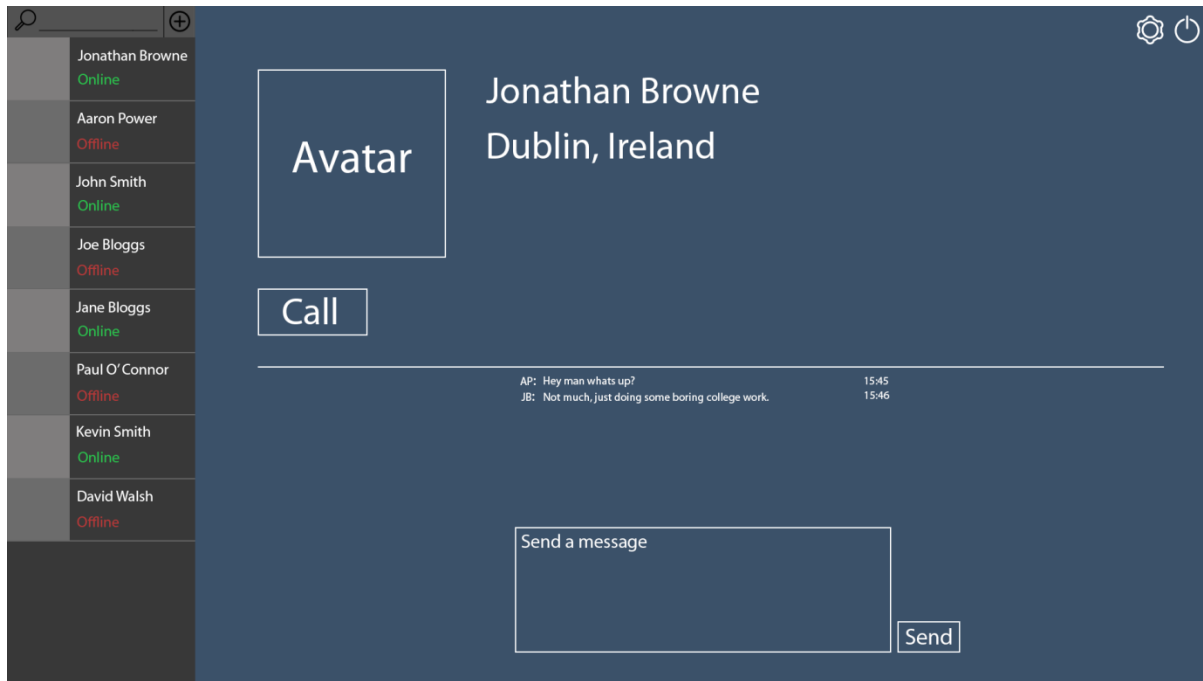 Jonathan Browne
Online
Aaron Power
Offline
John Smith
Online
Joe Bloggs
Offline
Jane Bloggs
Online
Paul O' Connor
Offline
Kevin Smith
Online
David Walsh
Offline
Avatar
Jonathan Browne
Dublin, Ireland
Call
AP: Hey man whats up? 15:45
JB: Not much, just doing some boring college work. 15:46
Send a message
Send